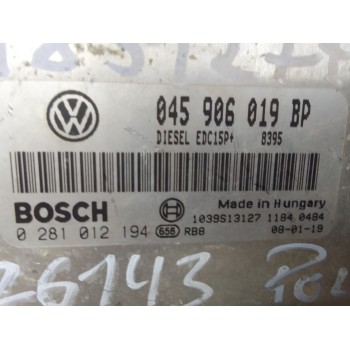 045 906 019 BP
DIESEL EDC15P+ 8395
BOSCH
Made in Hungary
1039S13127 1184 0484
0 281 012 194 656 RB8 08-01-19
26143